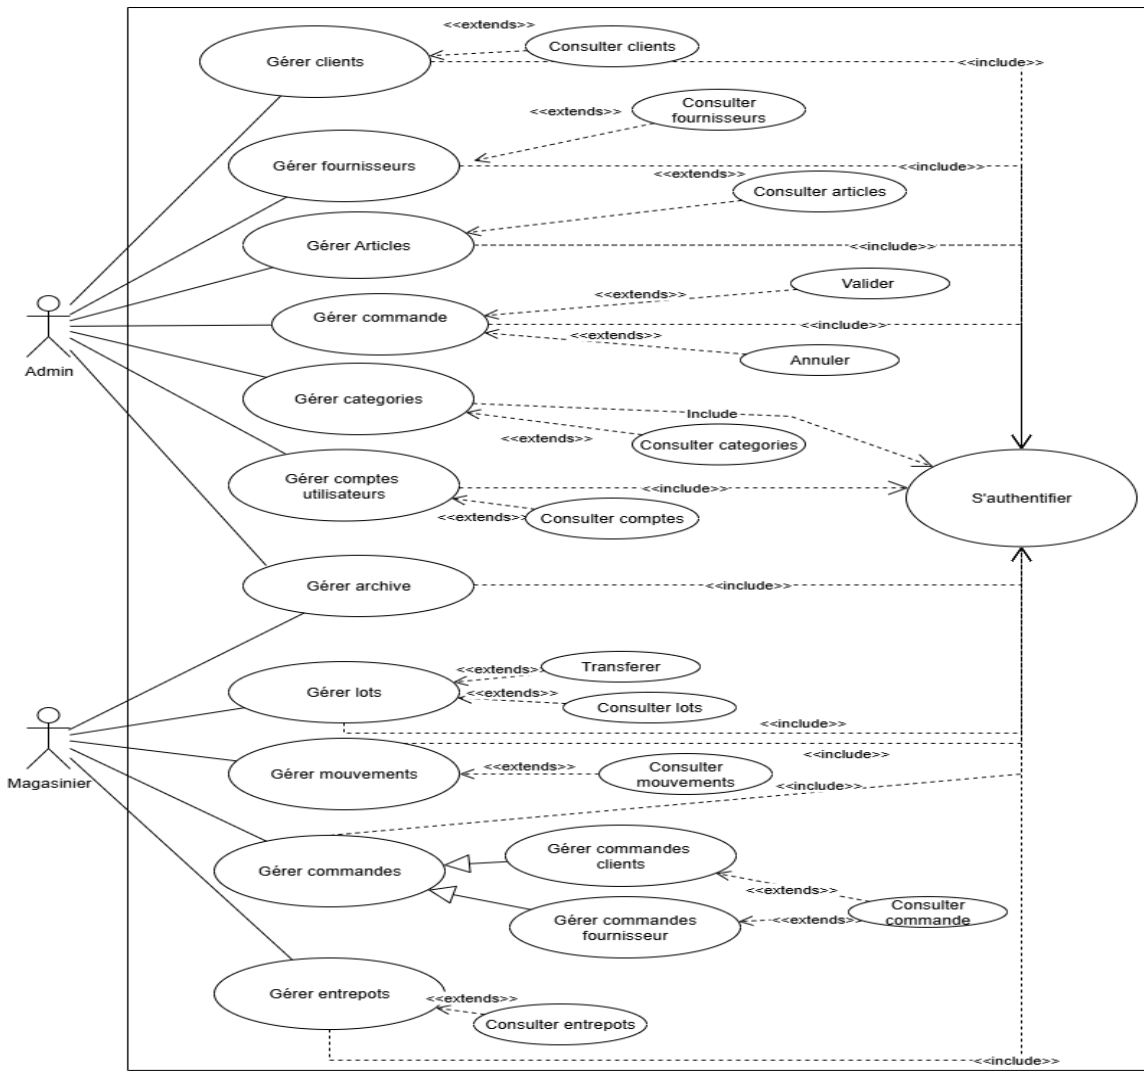 <<extends>>
Consulter clients
Gérer clients
<<include>>
Consulter
fournisseurs
<<extends>>
Gérer fournisseurs
<<include>>
<<extends>>
Consulter articles
Gérer Articles
<<include>>
Valider
<<extends>>
Gérer commande
<<include>>
<<extends>>
Annuler
Admin
Gérer categories
Include
<<extends>>
Consulter categories
Gérer comptes
utilisateurs
<<include>>
<<extends>>
Consulter comptes
S'authentifier
Gérer archive
<<include>>
<<extends>>
Transferer
Gérer lots
<<extends>>
Consulter lots
<<include>>
<<include>>
Magasinier
Gérer mouvements
<<extends>>
Consulter
mouvements
<<include>>
Gérer commandes
Gérer commandes
clients
<<extends>>
Consulter
commande
Gérer commandes
fournisseur
<<extends>>
Gérer entrepots
<<extends>>
Consulter entrepots
<<include>>